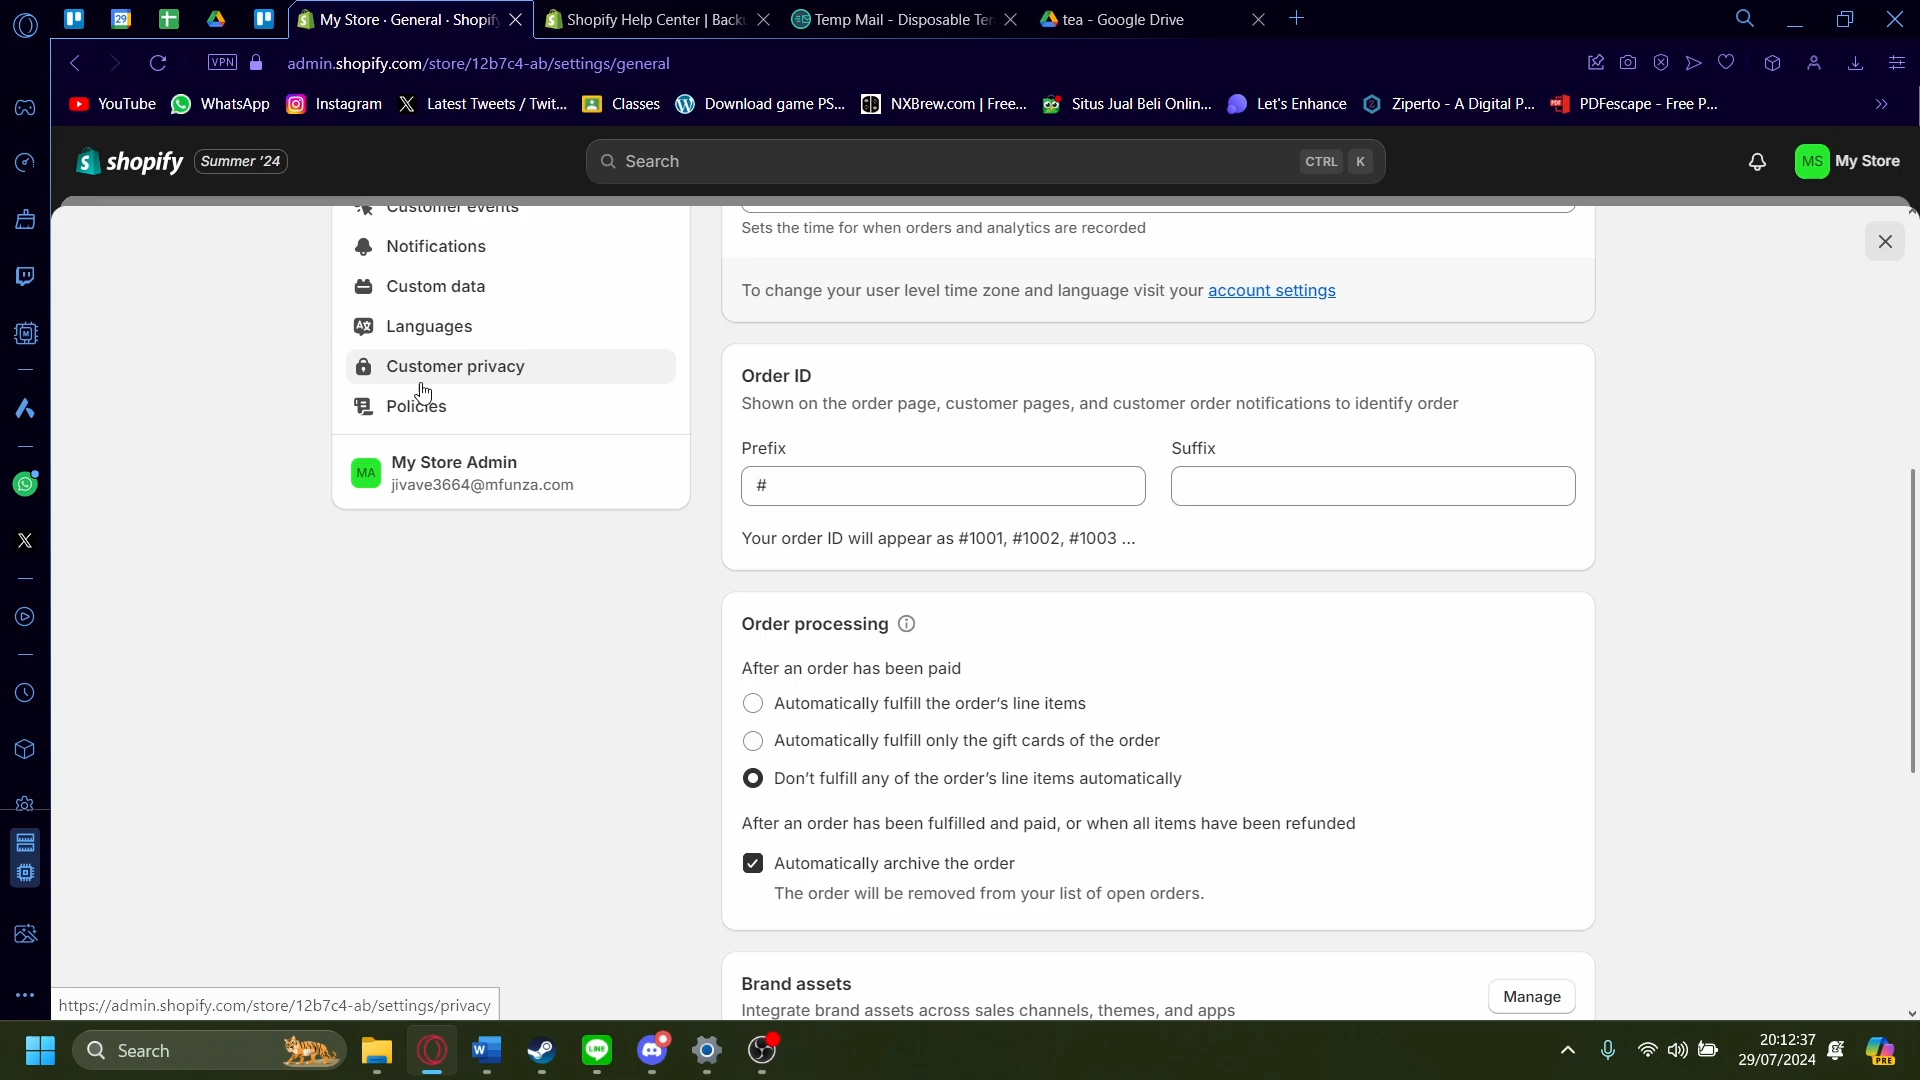 My Store · General · Shopif
Shopify Help Center | Back
Temp Mail - Disposable Ten
tea - Google Drive
VPN
admin.shopify.com/store/12b7c4-ab/settings/general
YouTube
WhatsApp
Instagram
Latest Tweets / Twit...
Classes
Download game PS...
NXBrew.com | Free...
Situs Jual Beli Onlin...
Let's Enhance
Ziperto - A Digital P...
PDFescape - Free P...
shopify
Summer '24
Search
CTRL
K
MS
My Store
Customer events
Notifications
Custom data
Languages
Customer privacy
Policies
MA
My Store Admin
jivave3664@mfunza.com
Sets the time for when orders and analytics are recorded
To change your user level time zone and language visit your account settings
Order ID
Shown on the order page, customer pages, and customer order notifications to identify order
Prefix
Suffix
#
Your order ID will appear as #1001, #1002, #1003 ...
Order processing
After an order has been paid
Automatically fulfill the order's line items
Automatically fulfill only the gift cards of the order
Don't fulfill any of the order's line items automatically
After an order has been fulfilled and paid, or when all items have been refunded
Automatically archive the order
The order will be removed from your list of open orders.
Brand assets
Integrate brand assets across sales channels, themes, and apps
Manage
https://admin.shopify.com/store/12b7c4-ab/settings/privacy
Search
20:12:37
29/07/2024